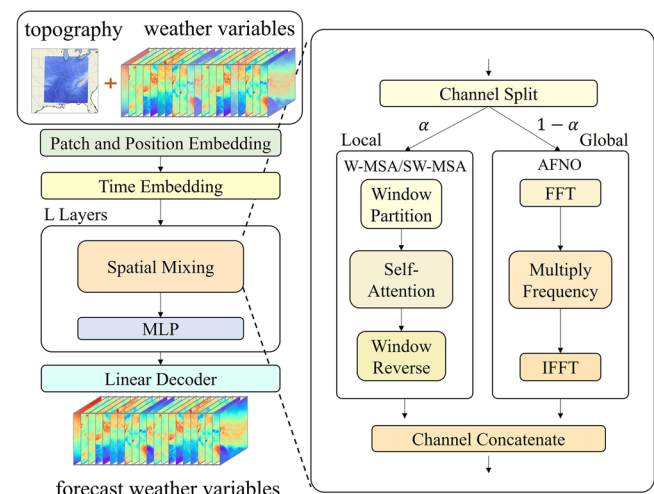 topography
weather variables
+
Patch and Position Embedding
Time Embedding
L Layers
Spatial Mixing
MLP
Linear Decoder
forecast weather variables
Channel Split
α
1 − α
Local
Global
W-MSA/SW-MSA
Window
Partition
Self-
Attention
Window
Reverse
AFNO
FFT
Multiply
Frequency
IFFT
Channel Concatenate